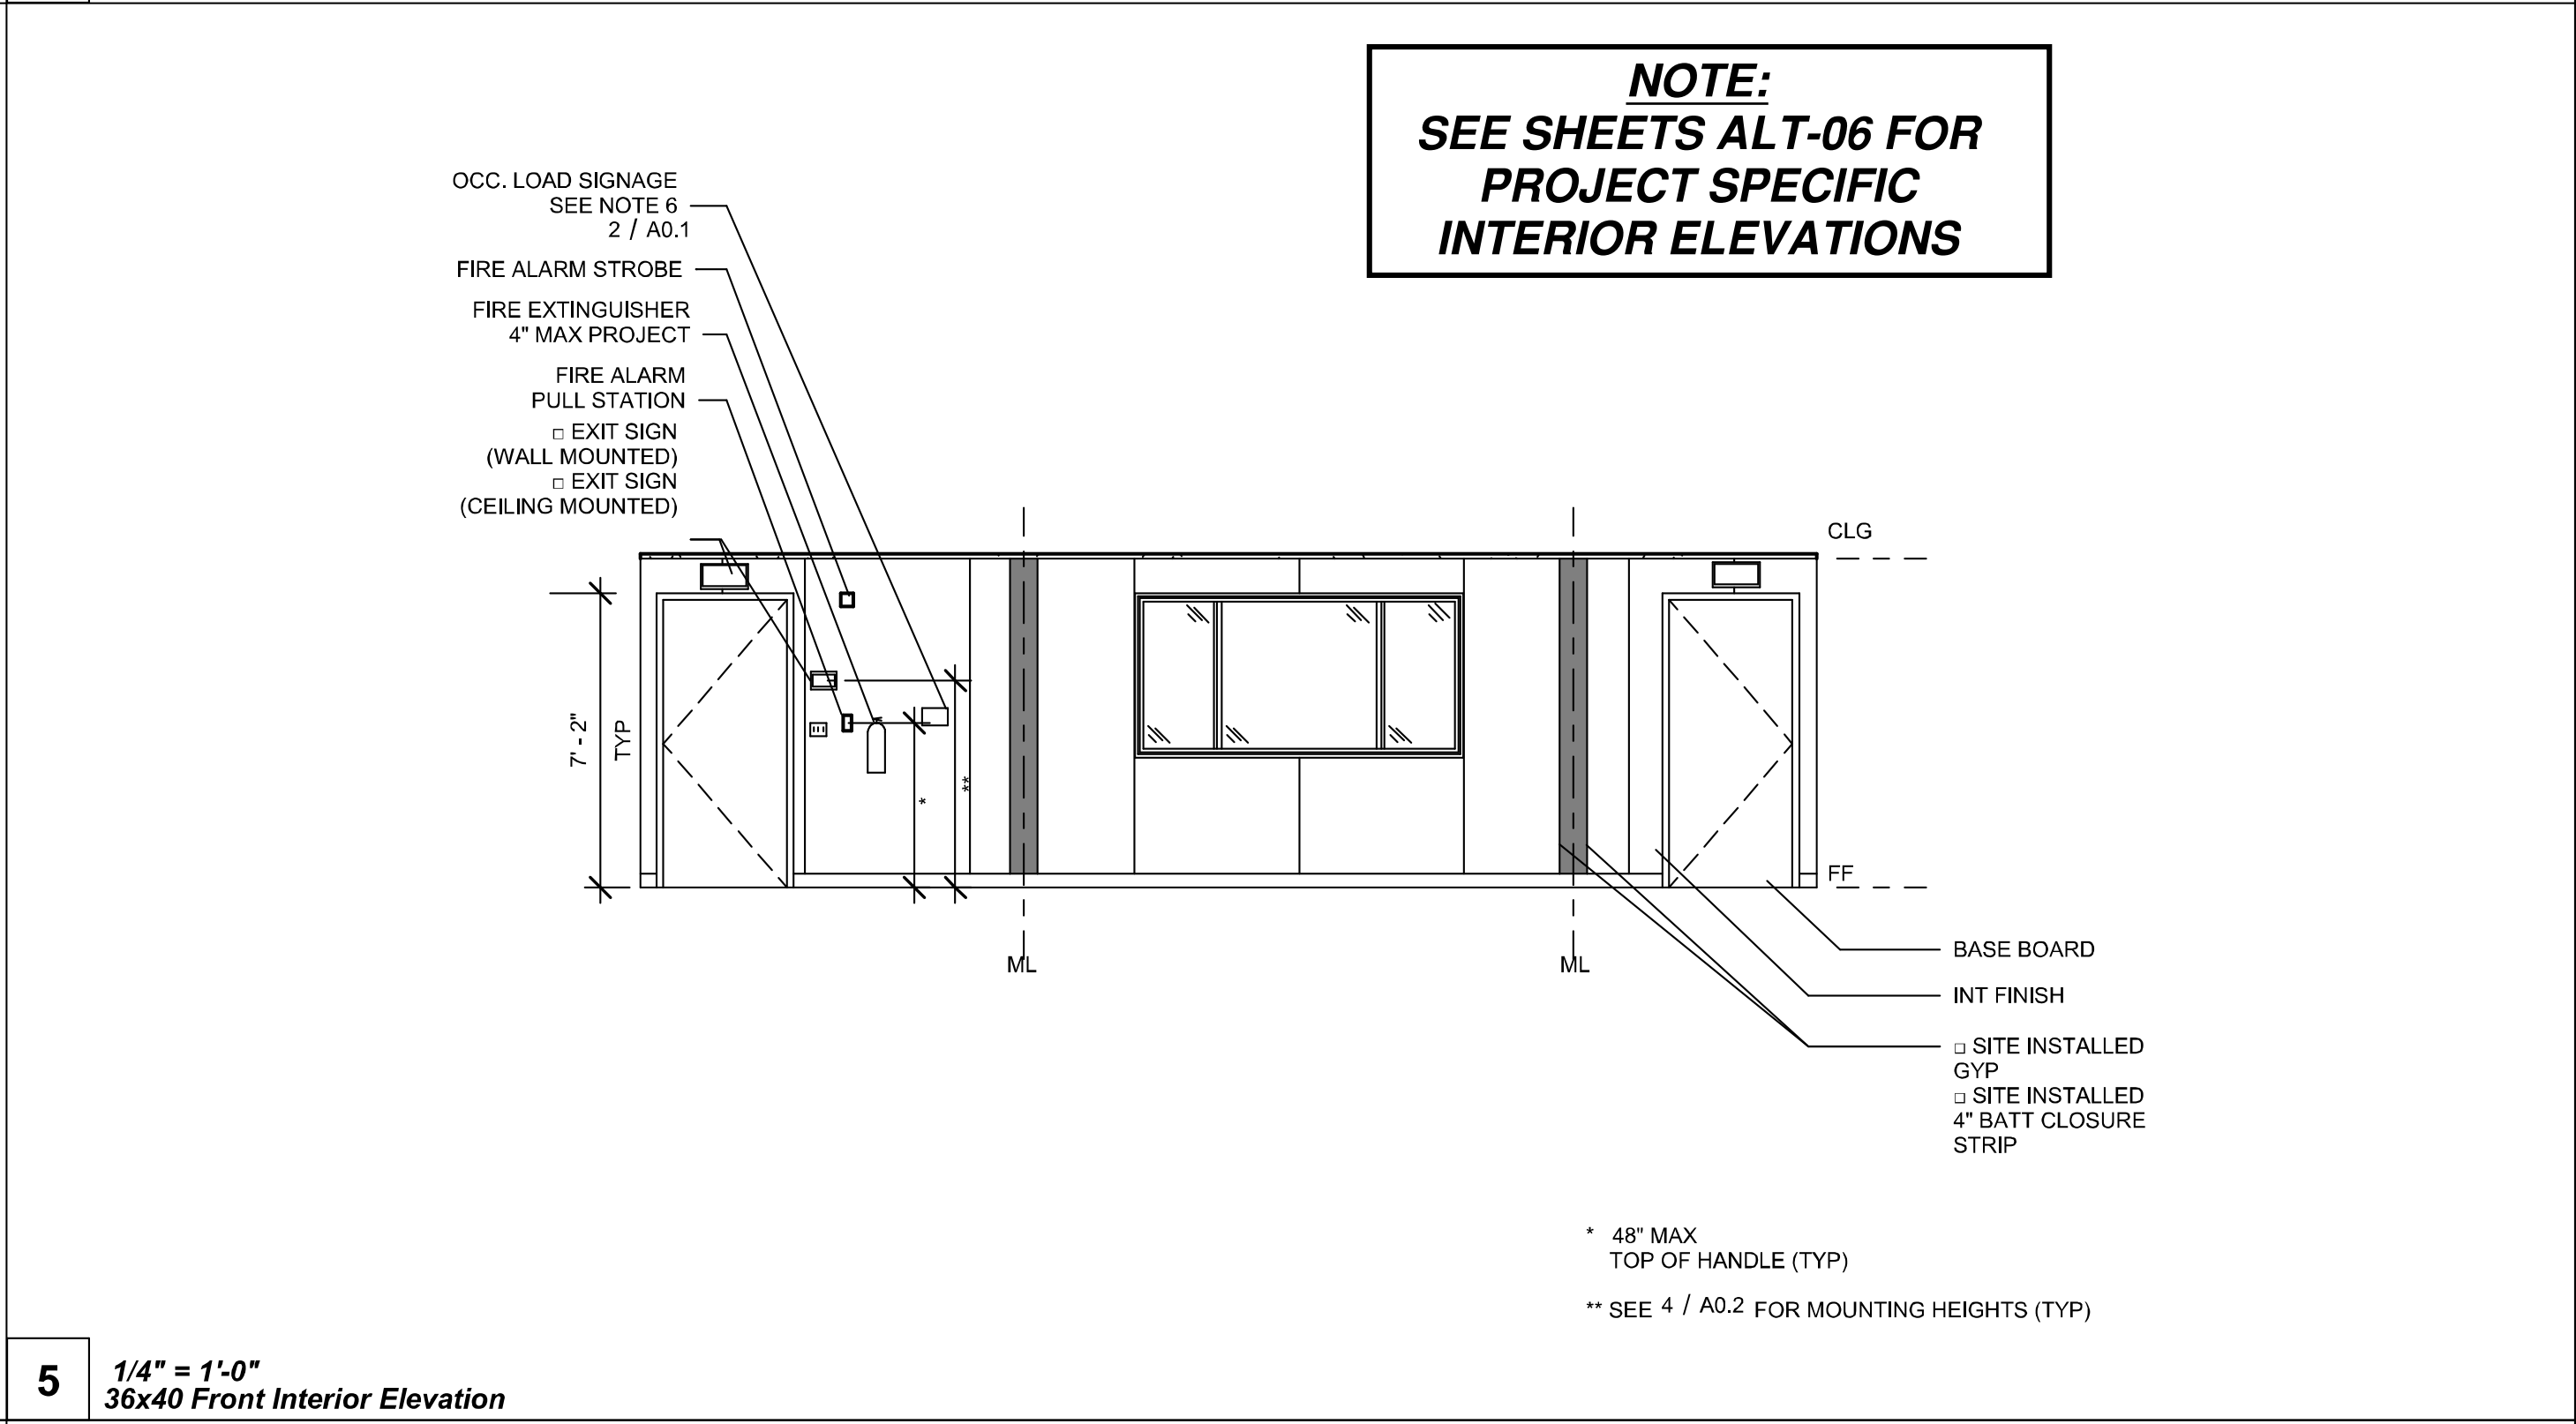 NOTE:
SEE SHEETS ALT-06 FOR
PROJECT SPECIFIC
INTERIOR ELEVATIONS
OCC. LOAD SIGNAGE
SEE NOTE 6
2 / A0.1
FIRE ALARM STROBE
FIRE EXTINGUISHER
4" MAX PROJECT
FIRE ALARM
PULL STATION
□ EXIT SIGN
(WALL MOUNTED)
□ EXIT SIGN
(CEILING MOUNTED)
CLG
7' - 2"
TYP
*
**
FF
ML
ML
BASE BOARD
INT FINISH
□ SITE INSTALLED
GYP
□ SITE INSTALLED
4" BATT CLOSURE
STRIP
* 48" MAX
TOP OF HANDLE (TYP)
** SEE 4 / A0.2 FOR MOUNTING HEIGHTS (TYP)
5
1/4" = 1'-0"
36x40 Front Interior Elevation